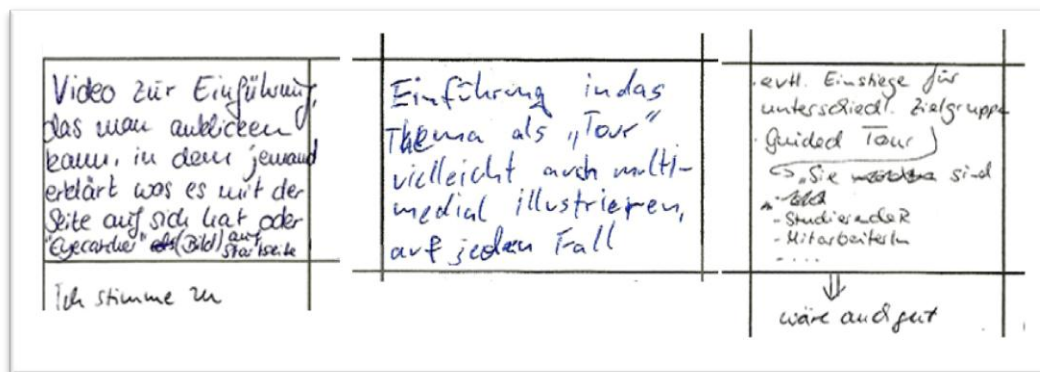 Video zur Einführung,
das man anklicken
kann, in dem jemand
erklärt was es mit der
Seite auf sich hat oder
"Eyecatcher" (Bild) auf
Startseite
Ich stimme zu
Einführung in das
Thema als „Tour"
vielleicht auch multi-
medial illustrieren,
auf jeden Fall
· evtl. Einstiege für
unterschiedl. Zielgruppe
· Guided Tour
„Sie sind
- StudierendeR
- MitarbeiterIn
- ....
wäre auch gut